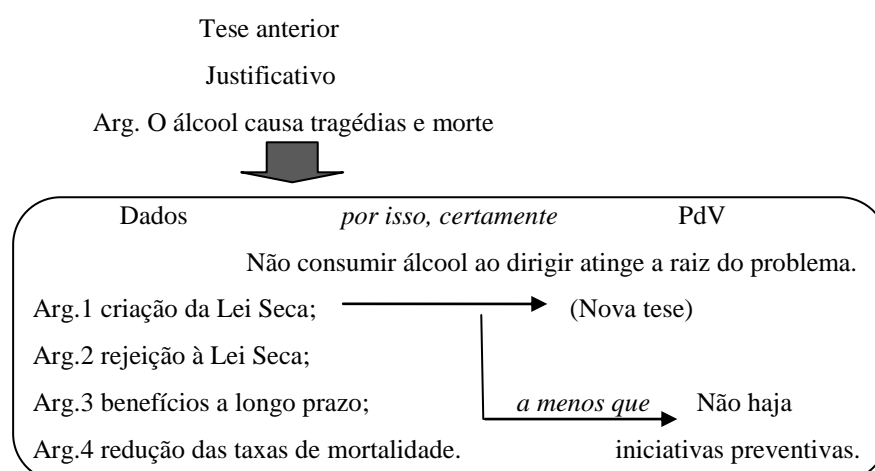 Tese anterior
Justificativo
Arg. O álcool causa tragédias e morte
Dados por isso, certamente PdV
Não consumir álcool ao dirigir atinge a raiz do problema.
Arg.1 criação da Lei Seca; (Nova tese)
Arg.2 rejeição à Lei Seca;
Arg.3 benefícios a longo prazo; a menos que Não haja
Arg.4 redução das taxas de mortalidade. iniciativas preventivas.